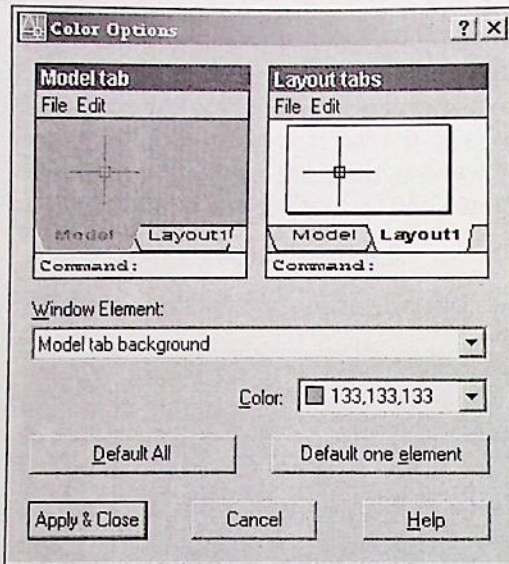 Color Options
Model tab
File Edit
Model
Layout1
Command:
Layout tabs
File Edit
Model
Layout1
Command:
Window Element:
Model tab background
Color: 133,133,133
Default All
Default one element
Apply & Close
Cancel
Help